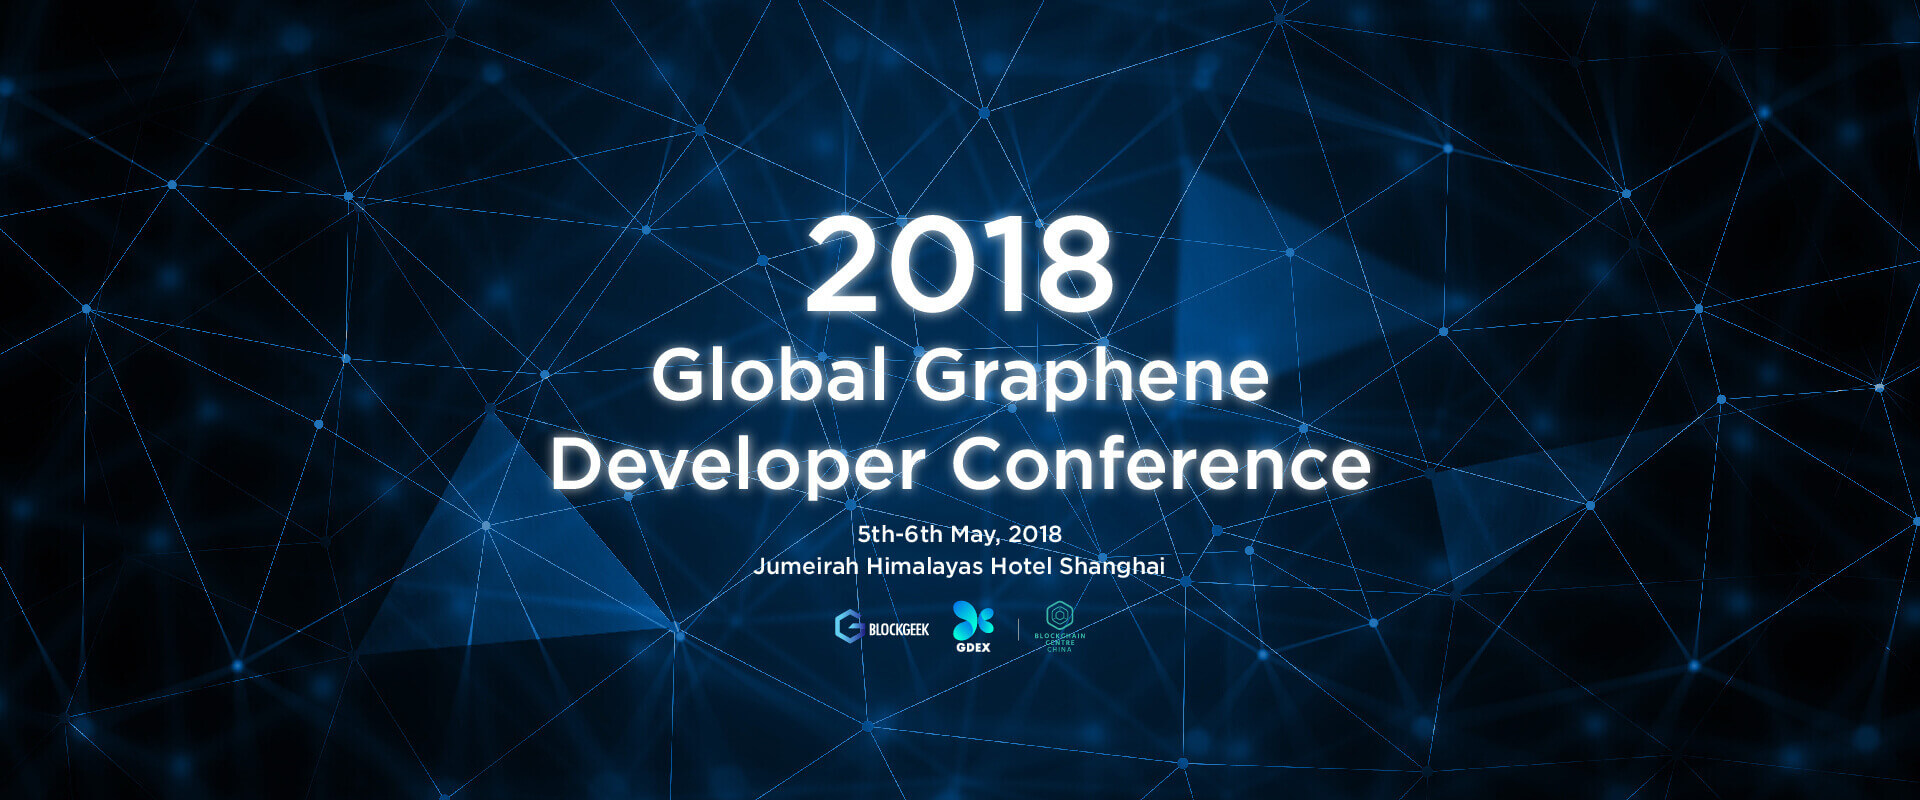 2018
Global Graphene
Developer Conference
5th-6th May, 2018
Jumeirah Himalayas Hotel Shanghai
BLOCKGEEK
GDEX
BLOCKCHAIN
CENTRE
CHINA